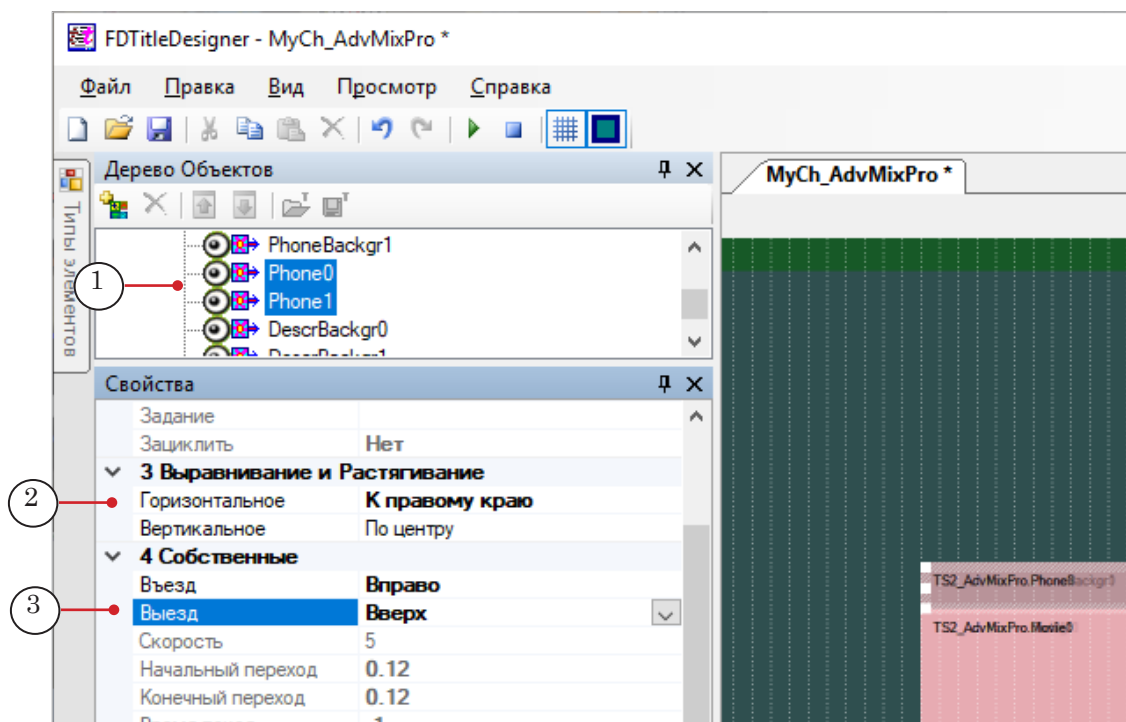 FDTitleDesigner - MyCh_AdvMixPro *
Файл Правка Вид Просмотр Справка
Дерево Объектов
MyCh_AdvMixPro *
Типы элементов
PhoneBackgr1
1
Phone0
Phone1
DescrBackgr0
DescrBackgr1
Свойства
Задание
Зациклить Нет
3 Выравнивание и Растягивание
2
Горизонтальное К правому краю
Вертикальное По центру
4 Собственные
Въезд Вправо
TS2_AdvMixPro.PhoneBackgr1
3
Выезд Вверх
TS2_AdvMixPro.Movie0
Скорость 5
Начальный переход 0.12
Конечный переход 0.12